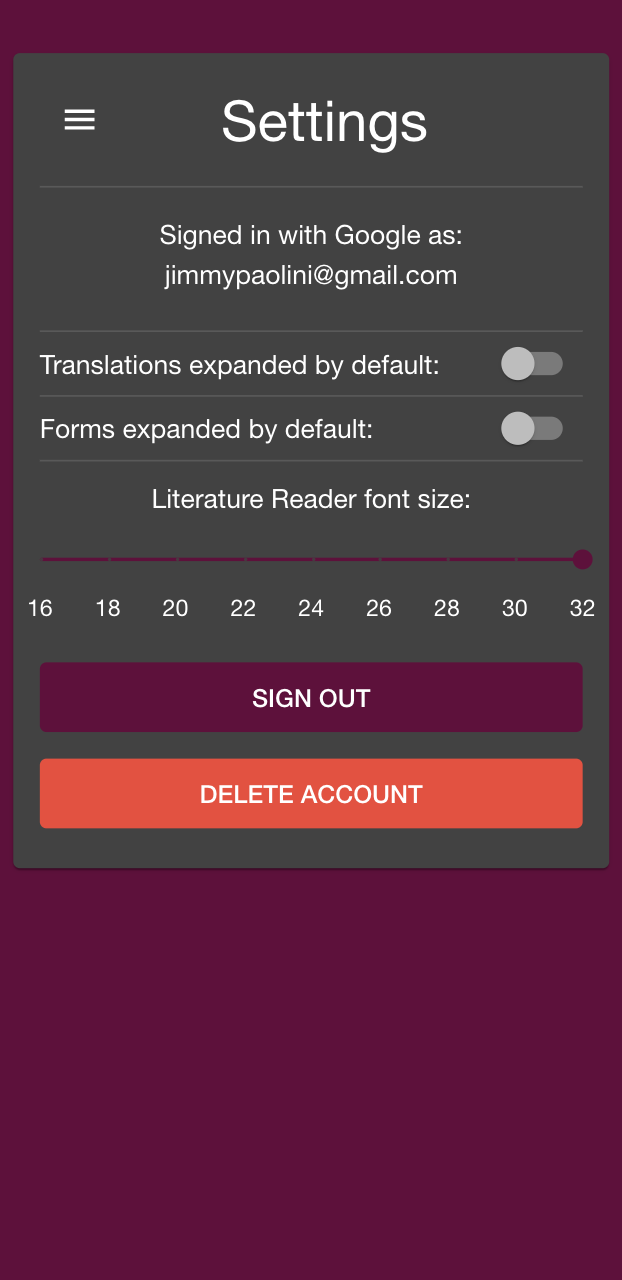 Settings
Signed in with Google as:
jimmypaolini@gmail.com
Translations expanded by default:
Forms expanded by default:
Literature Reader font size:
16 18 20 22 24 26 28 30 32
SIGN OUT
DELETE ACCOUNT